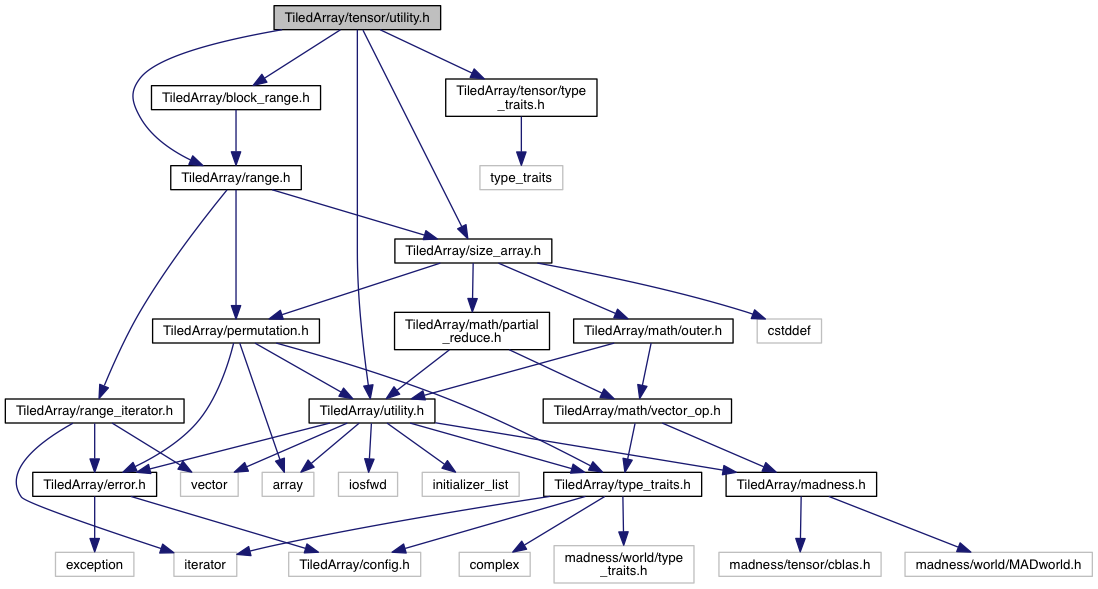 TiledArray/tensor/utility.h
TiledArray/block_range.h
TiledArray/tensor/type
_traits.h
TiledArray/range.h
type_traits
TiledArray/size_array.h
TiledArray/permutation.h
TiledArray/math/partial
_reduce.h
TiledArray/math/outer.h
cstddef
TiledArray/range_iterator.h
TiledArray/utility.h
TiledArray/math/vector_op.h
TiledArray/error.h
vector
array
iosfwd
initializer_list
TiledArray/type_traits.h
TiledArray/madness.h
exception
iterator
TiledArray/config.h
complex
madness/world/type
_traits.h
madness/tensor/cblas.h
madness/world/MADworld.h